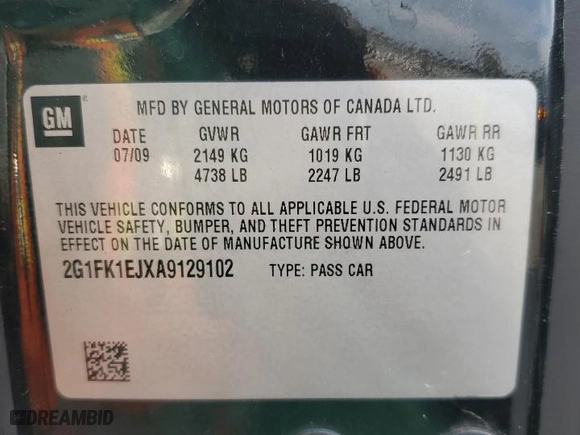 GM®
MFD BY GENERAL MOTORS OF CANADA LTD.
DATE GVWR GAWR FRT GAWR RR
07/09 2149 KG 1019 KG 1130 KG
4738 LB 2247 LB 2491 LB
THIS VEHICLE CONFORMS TO ALL APPLICABLE U.S. FEDERAL MOTOR
VEHICLE SAFETY, BUMPER, AND THEFT PREVENTION STANDARDS IN
EFFECT ON THE DATE OF MANUFACTURE SHOWN ABOVE.
2G1FK1EJXA9129102 TYPE: PASS CAR
DREAMBID